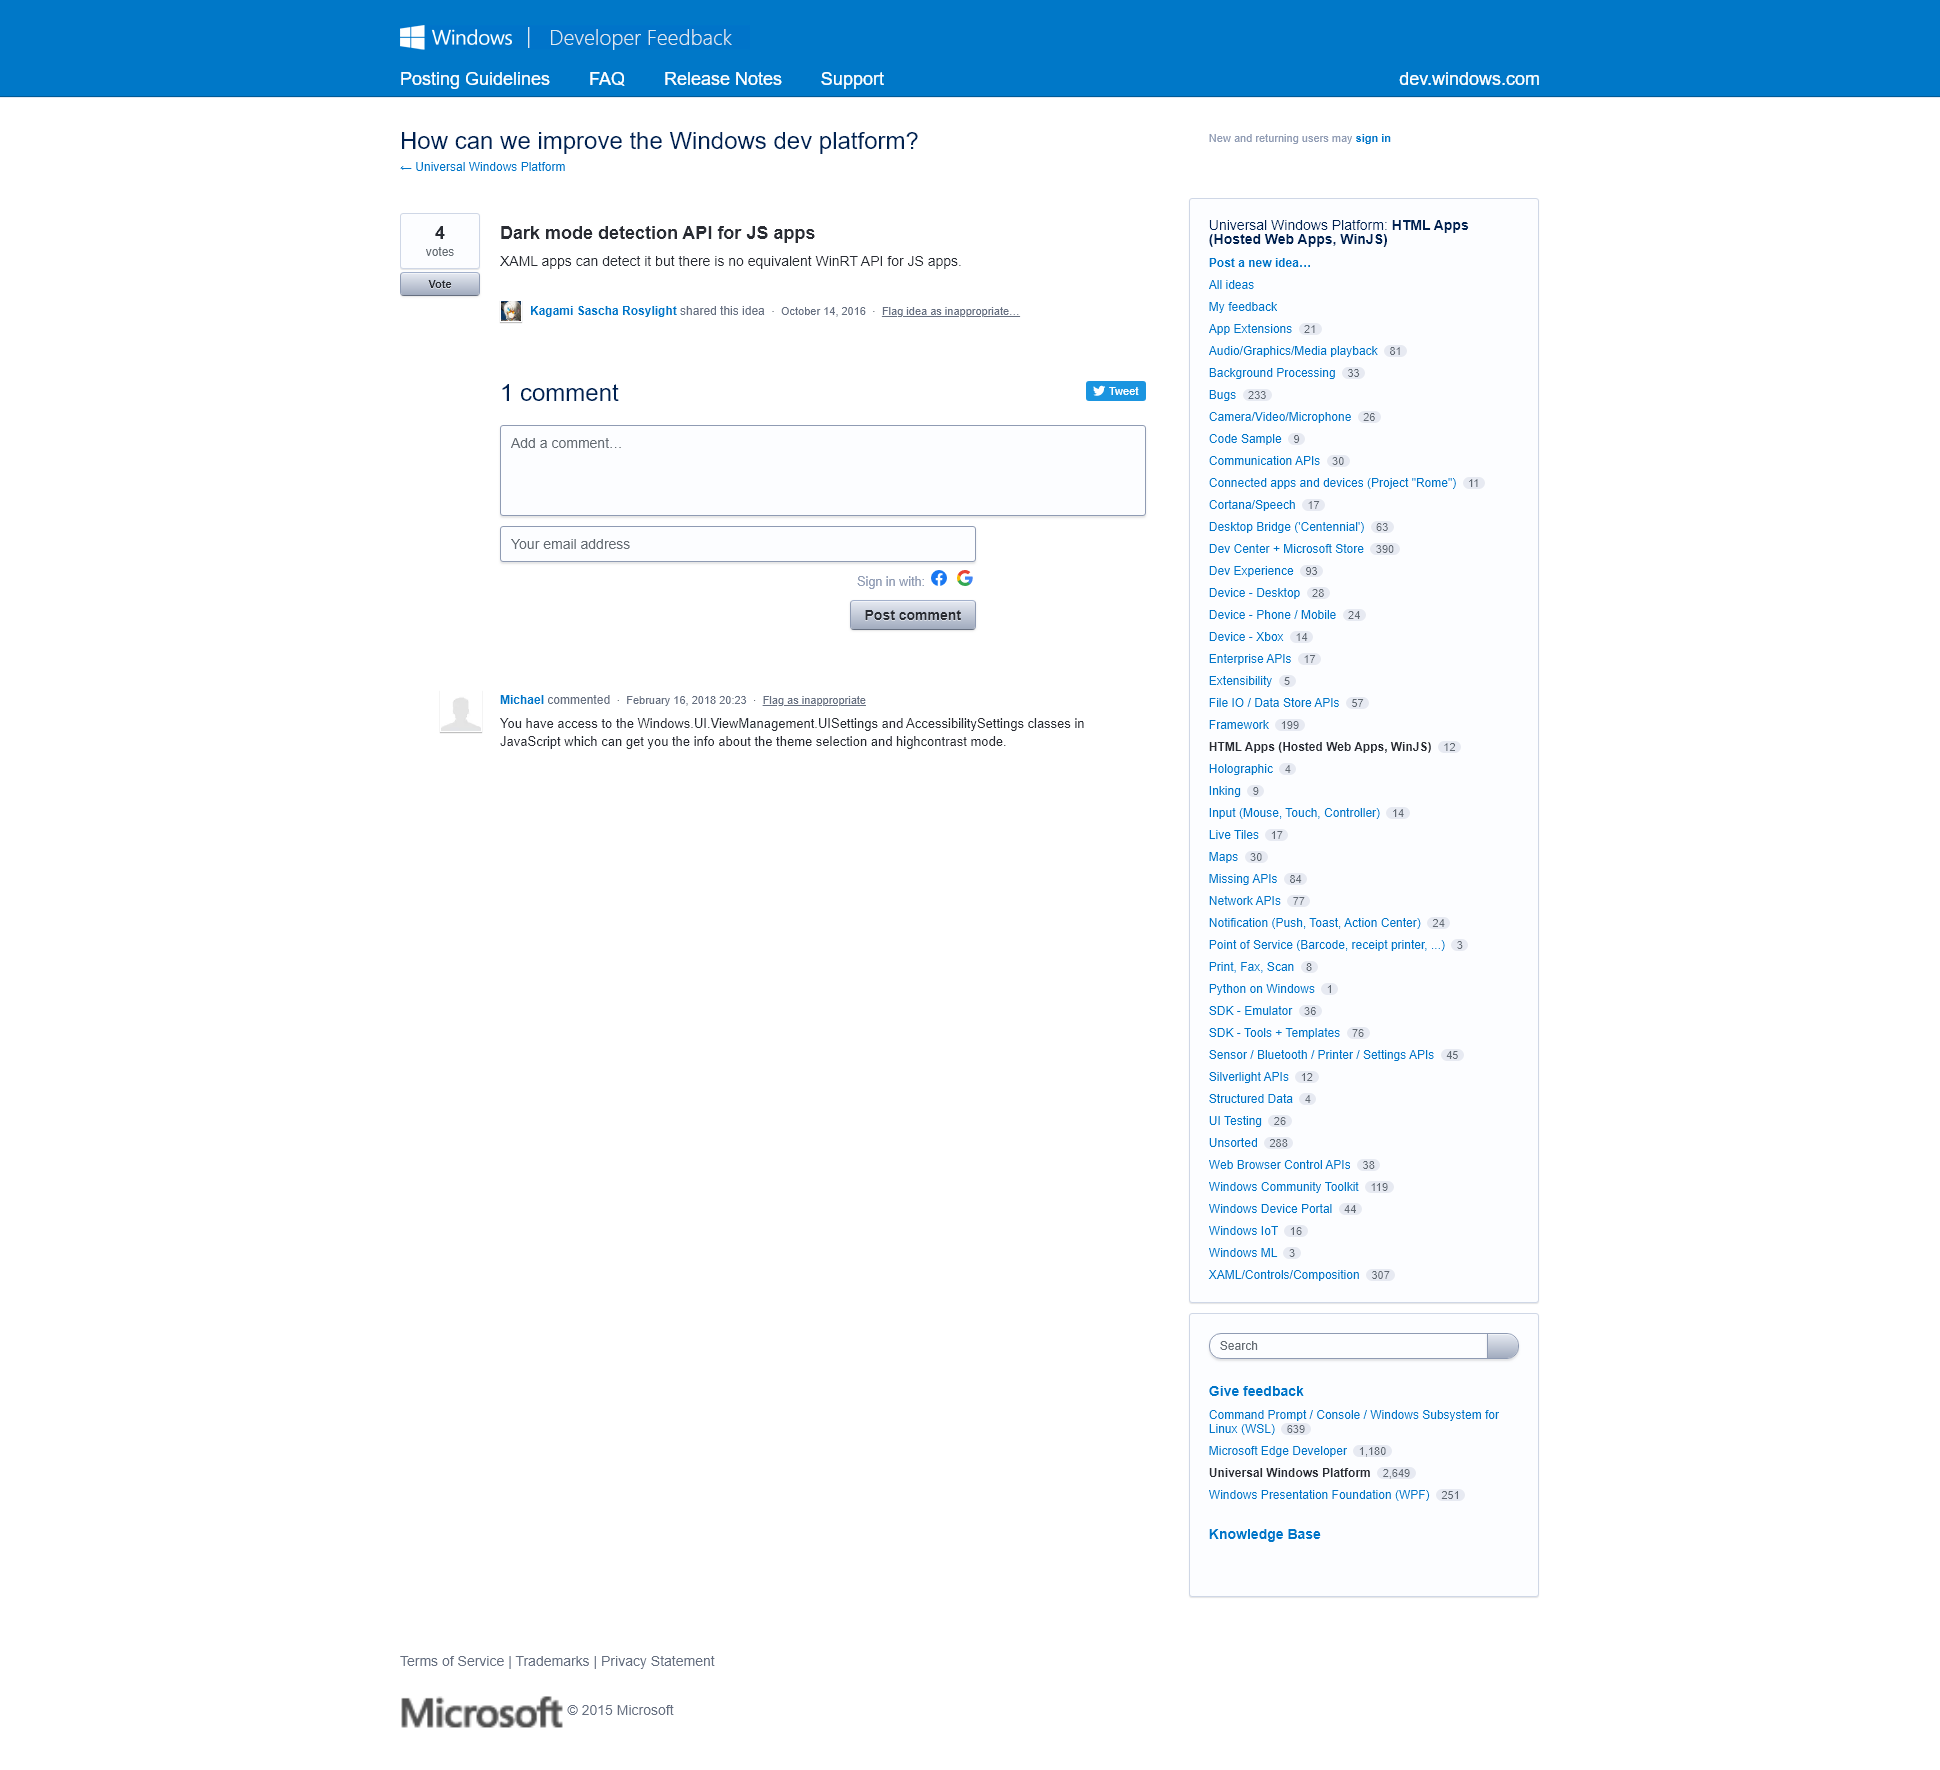 Windows | Developer Feedback
Posting Guidelines FAQ Release Notes Support dev.windows.com
How can we improve the Windows dev platform?
← Universal Windows Platform
New and returning users may sign in
4
votes
Vote
Dark mode detection API for JS apps
XAML apps can detect it but there is no equivalent WinRT API for JS apps.
Kagami Sascha Rosylight shared this idea · October 14, 2016 · Flag idea as inappropriate…
1 comment
Tweet
Add a comment…
Your email address
Sign in with:
Post comment
Michael commented · February 16, 2018 20:23 · Flag as inappropriate
You have access to the Windows.UI.ViewManagement.UISettings and AccessibilitySettings classes in
JavaScript which can get you the info about the theme selection and highcontrast mode.
Universal Windows Platform: HTML Apps
(Hosted Web Apps, WinJS)
Post a new idea…
All ideas
My feedback
App Extensions 21
Audio/Graphics/Media playback 81
Background Processing 33
Bugs 233
Camera/Video/Microphone 26
Code Sample 9
Communication APIs 30
Connected apps and devices (Project "Rome") 11
Cortana/Speech 17
Desktop Bridge ('Centennial') 63
Dev Center + Microsoft Store 390
Dev Experience 93
Device - Desktop 28
Device - Phone / Mobile 24
Device - Xbox 14
Enterprise APIs 17
Extensibility 5
File IO / Data Store APIs 57
Framework 199
HTML Apps (Hosted Web Apps, WinJS) 12
Holographic 4
Inking 9
Input (Mouse, Touch, Controller) 14
Live Tiles 17
Maps 30
Missing APIs 84
Network APIs 77
Notification (Push, Toast, Action Center) 24
Point of Service (Barcode, receipt printer, ...) 3
Print, Fax, Scan 8
Python on Windows 1
SDK - Emulator 36
SDK - Tools + Templates 76
Sensor / Bluetooth / Printer / Settings APIs 45
Silverlight APIs 12
Structured Data 4
UI Testing 26
Unsorted 288
Web Browser Control APIs 38
Windows Community Toolkit 119
Windows Device Portal 44
Windows IoT 16
Windows ML 3
XAML/Controls/Composition 307
Search
Give feedback
Command Prompt / Console / Windows Subsystem for
Linux (WSL) 639
Microsoft Edge Developer 1,180
Universal Windows Platform 2,649
Windows Presentation Foundation (WPF) 251
Knowledge Base
Terms of Service | Trademarks | Privacy Statement
Microsoft © 2015 Microsoft